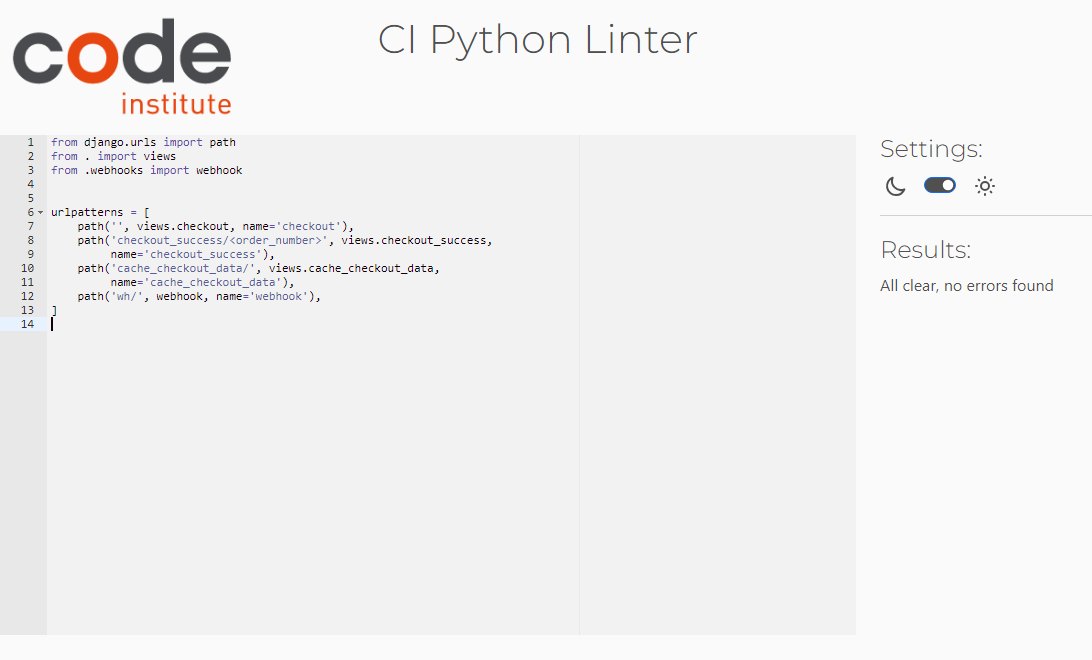 code
institute
CI Python Linter
1 from django.urls import path
2 from . import views
3 from .webhooks import webhook
4
5
6 urlpatterns = [
7     path('', views.checkout, name='checkout'),
8     path('checkout_success/<order_number>', views.checkout_success,
9          name='checkout_success'),
10     path('cache_checkout_data/', views.cache_checkout_data,
11          name='cache_checkout_data'),
12     path('wh/', webhook, name='webhook'),
13 ]
14
Settings:
Results:
All clear, no errors found